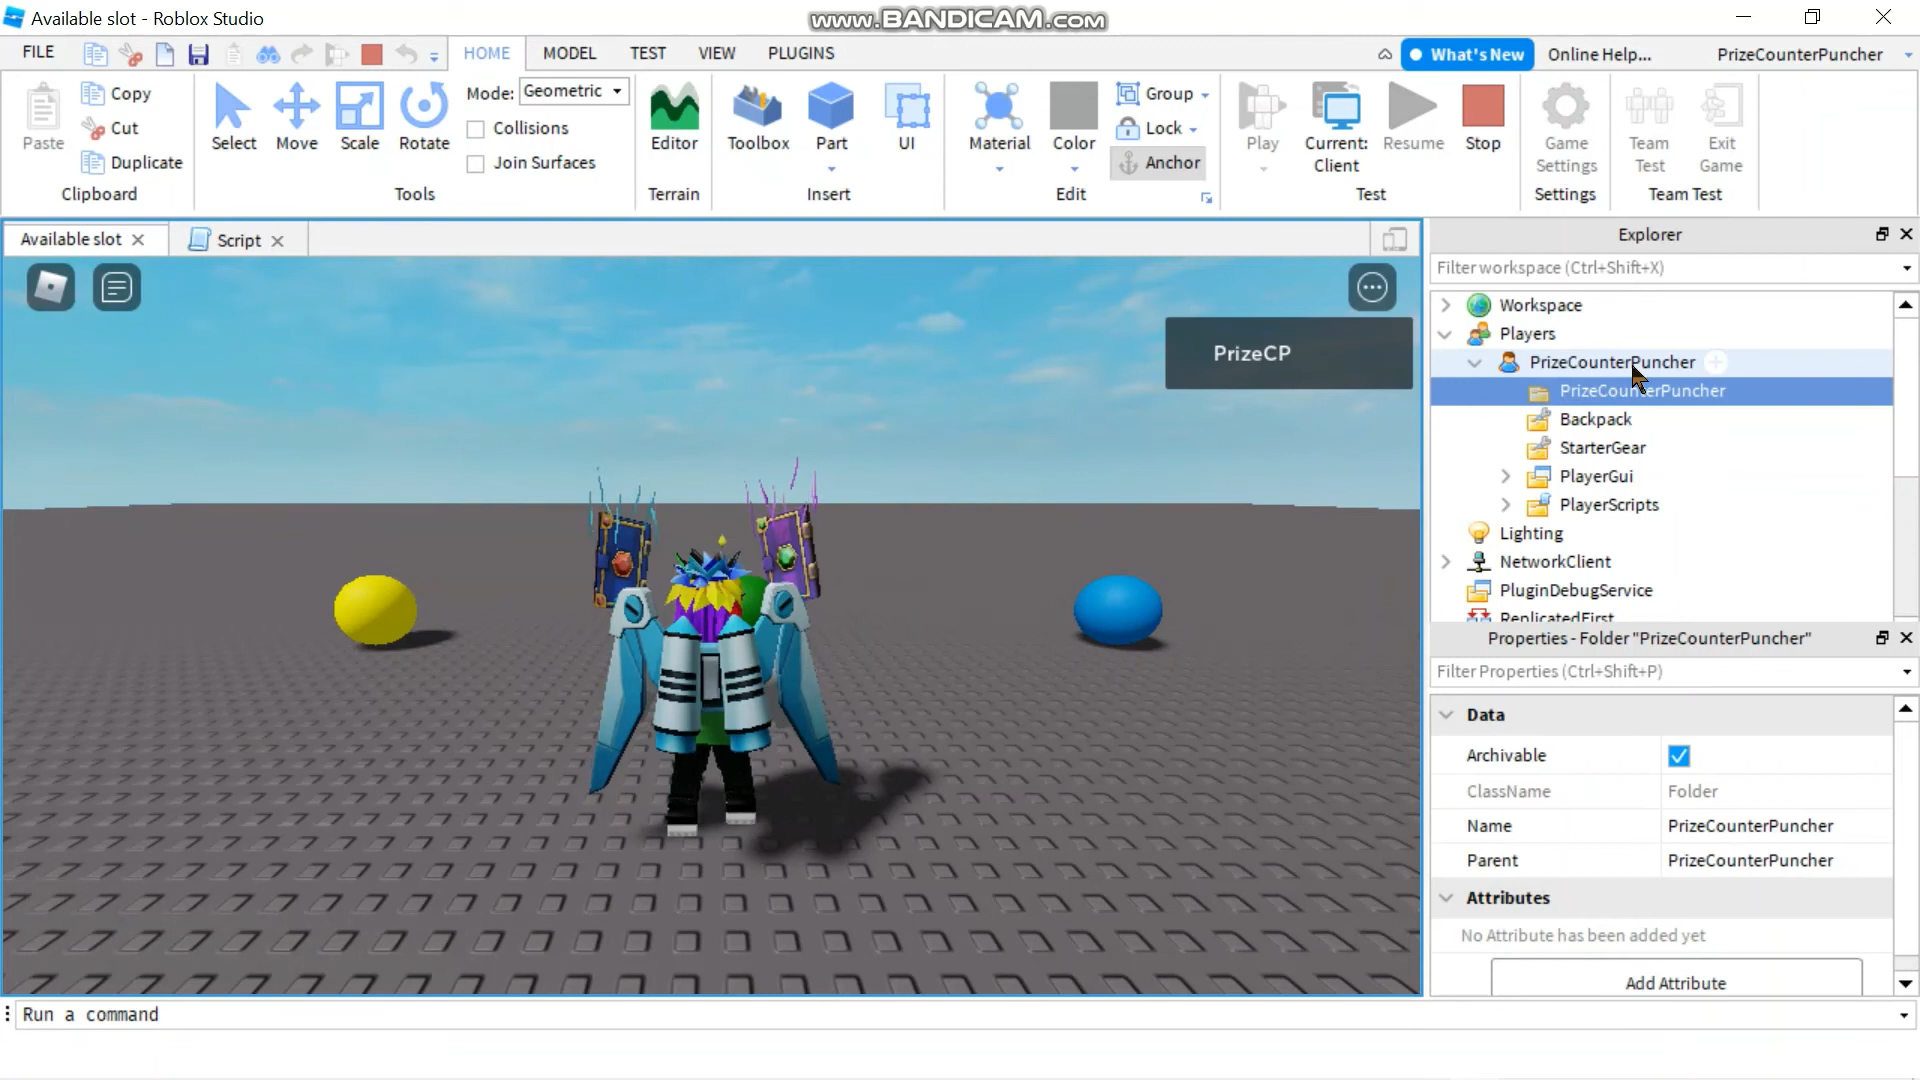 Available slot - Roblox Studio
www.BANDICAM.com
FILE
HOME
MODEL
TEST
VIEW
PLUGINS
What's New
Online Help...
PrizeCounterPuncher
Paste
Copy
Cut
Duplicate
Clipboard
Select
Move
Scale
Rotate
Mode: Geometric
Collisions
Join Surfaces
Tools
Editor
Terrain
Toolbox
Part
UI
Insert
Material
Color
Group
Lock
Anchor
Edit
Play
Current:
Client
Resume
Stop
Test
Game
Settings
Settings
Team
Test
Exit
Game
Team Test
Available slot
Script
PrizeCP
Explorer
Filter workspace (Ctrl+Shift+X)
Workspace
Players
PrizeCounterPuncher
PrizeCounterPuncher
Backpack
StarterGear
PlayerGui
PlayerScripts
Lighting
NetworkClient
PluginDebugService
ReplicatedFirst
Properties - Folder "PrizeCounterPuncher"
Filter Properties (Ctrl+Shift+P)
Data
Archivable
ClassName Folder
Name PrizeCounterPuncher
Parent PrizeCounterPuncher
Attributes
No Attribute has been added yet
Add Attribute
Run a command